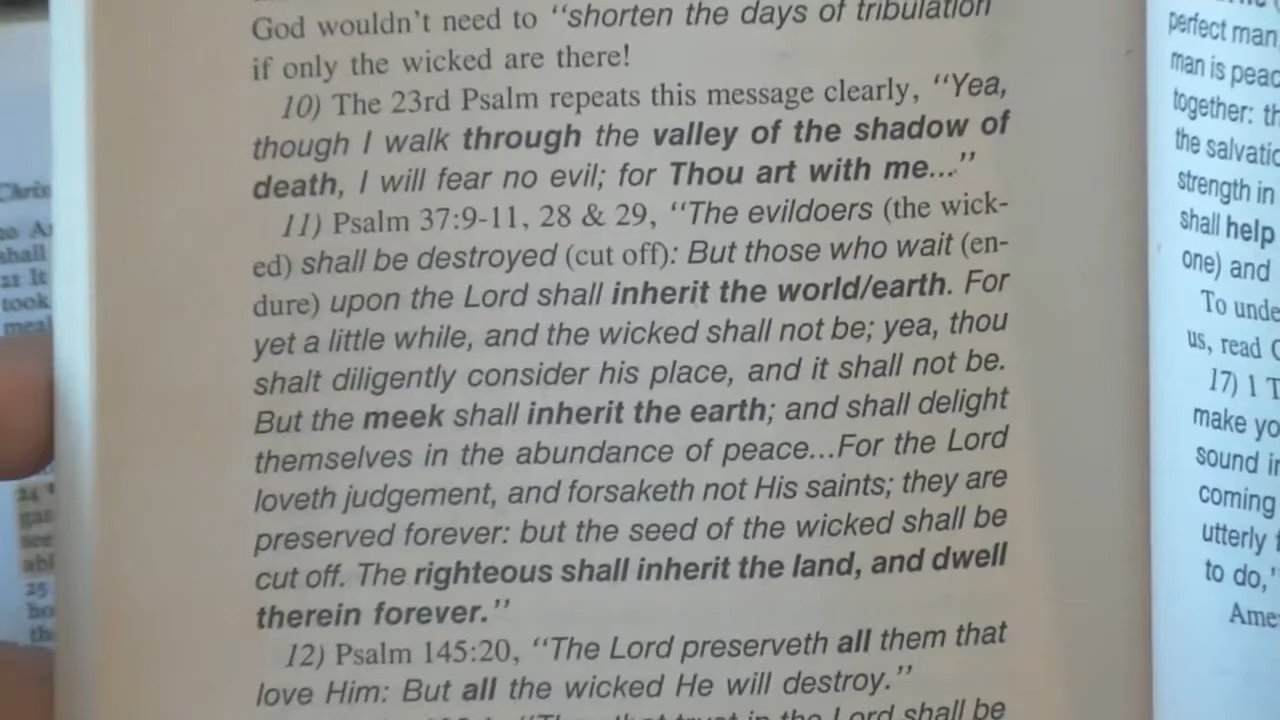 God wouldn't need to “shorten the days of tribulation
if only the wicked are there!
10) The 23rd Psalm repeats this message clearly, “Yea,
though I walk through the valley of the shadow of
death, I will fear no evil; for Thou art with me...”
11) Psalm 37:9-11, 28 & 29, “The evildoers (the wick-
ed) shall be destroyed (cut off): But those who wait (en-
dure) upon the Lord shall inherit the world/earth. For
yet a little while, and the wicked shall not be; yea, thou
shalt diligently consider his place, and it shall not be.
But the meek shall inherit the earth; and shall delight
themselves in the abundance of peace...For the Lord
loveth judgement, and forsaketh not His saints; they are
preserved forever: but the seed of the wicked shall be
cut off. The righteous shall inherit the land, and dwell
therein forever.”
12) Psalm 145:20, “The Lord preserveth all them that
love Him: But all the wicked He will destroy.”
in the Lord shall be
shall
21 It
took
25
perfect man
man is
together:
the
strength in
shall help
one) and
To
us, read
17) 1
make
sound
coming
utterly
to do,